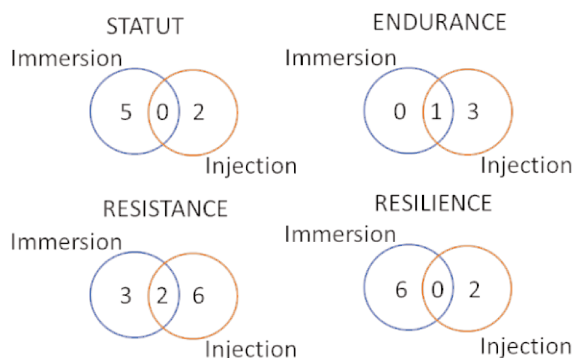 STATUT
Immersion
5 0 2
Injection
ENDURANCE
Immersion
0 1 3
Injection
RESISTANCE
Immersion
3 2 6
Injection
RESILIENCE
Immersion
6 0 2
Injection